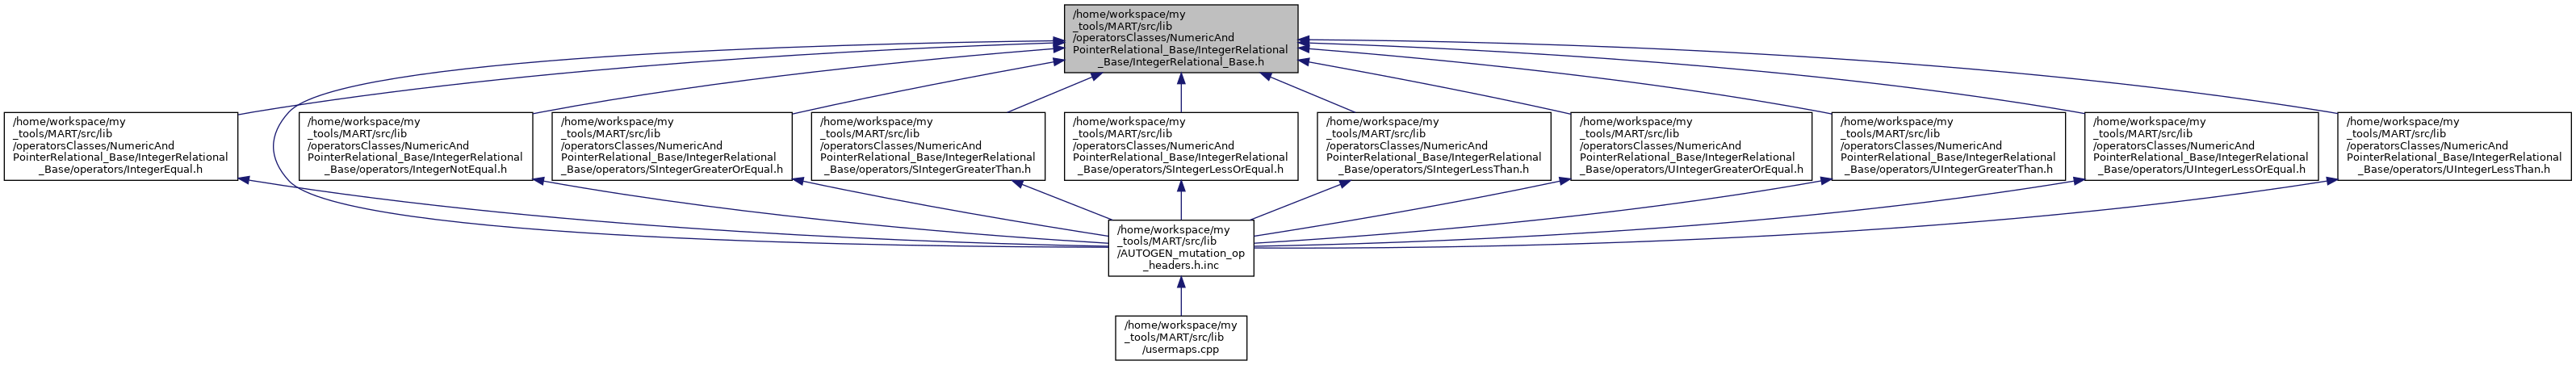 /home/workspace/my
_tools/MART/src/lib
/operatorsClasses/NumericAnd
PointerRelational_Base/IntegerRelational
_Base/IntegerRelational_Base.h
/home/workspace/my
_tools/MART/src/lib
/operatorsClasses/NumericAnd
PointerRelational_Base/IntegerRelational
_Base/operators/IntegerEqual.h
/home/workspace/my
_tools/MART/src/lib
/operatorsClasses/NumericAnd
PointerRelational_Base/IntegerRelational
_Base/operators/IntegerNotEqual.h
/home/workspace/my
_tools/MART/src/lib
/operatorsClasses/NumericAnd
PointerRelational_Base/IntegerRelational
_Base/operators/SIntegerGreaterOrEqual.h
/home/workspace/my
_tools/MART/src/lib
/operatorsClasses/NumericAnd
PointerRelational_Base/IntegerRelational
_Base/operators/SIntegerGreaterThan.h
/home/workspace/my
_tools/MART/src/lib
/operatorsClasses/NumericAnd
PointerRelational_Base/IntegerRelational
_Base/operators/SIntegerLessOrEqual.h
/home/workspace/my
_tools/MART/src/lib
/operatorsClasses/NumericAnd
PointerRelational_Base/IntegerRelational
_Base/operators/SIntegerLessThan.h
/home/workspace/my
_tools/MART/src/lib
/operatorsClasses/NumericAnd
PointerRelational_Base/IntegerRelational
_Base/operators/UIntegerGreaterOrEqual.h
/home/workspace/my
_tools/MART/src/lib
/operatorsClasses/NumericAnd
PointerRelational_Base/IntegerRelational
_Base/operators/UIntegerGreaterThan.h
/home/workspace/my
_tools/MART/src/lib
/operatorsClasses/NumericAnd
PointerRelational_Base/IntegerRelational
_Base/operators/UIntegerLessOrEqual.h
/home/workspace/my
_tools/MART/src/lib
/operatorsClasses/NumericAnd
PointerRelational_Base/IntegerRelational
_Base/operators/UIntegerLessThan.h
/home/workspace/my
_tools/MART/src/lib
/AUTOGEN_mutation_op
_headers.h.inc
/home/workspace/my
_tools/MART/src/lib
/usermaps.cpp